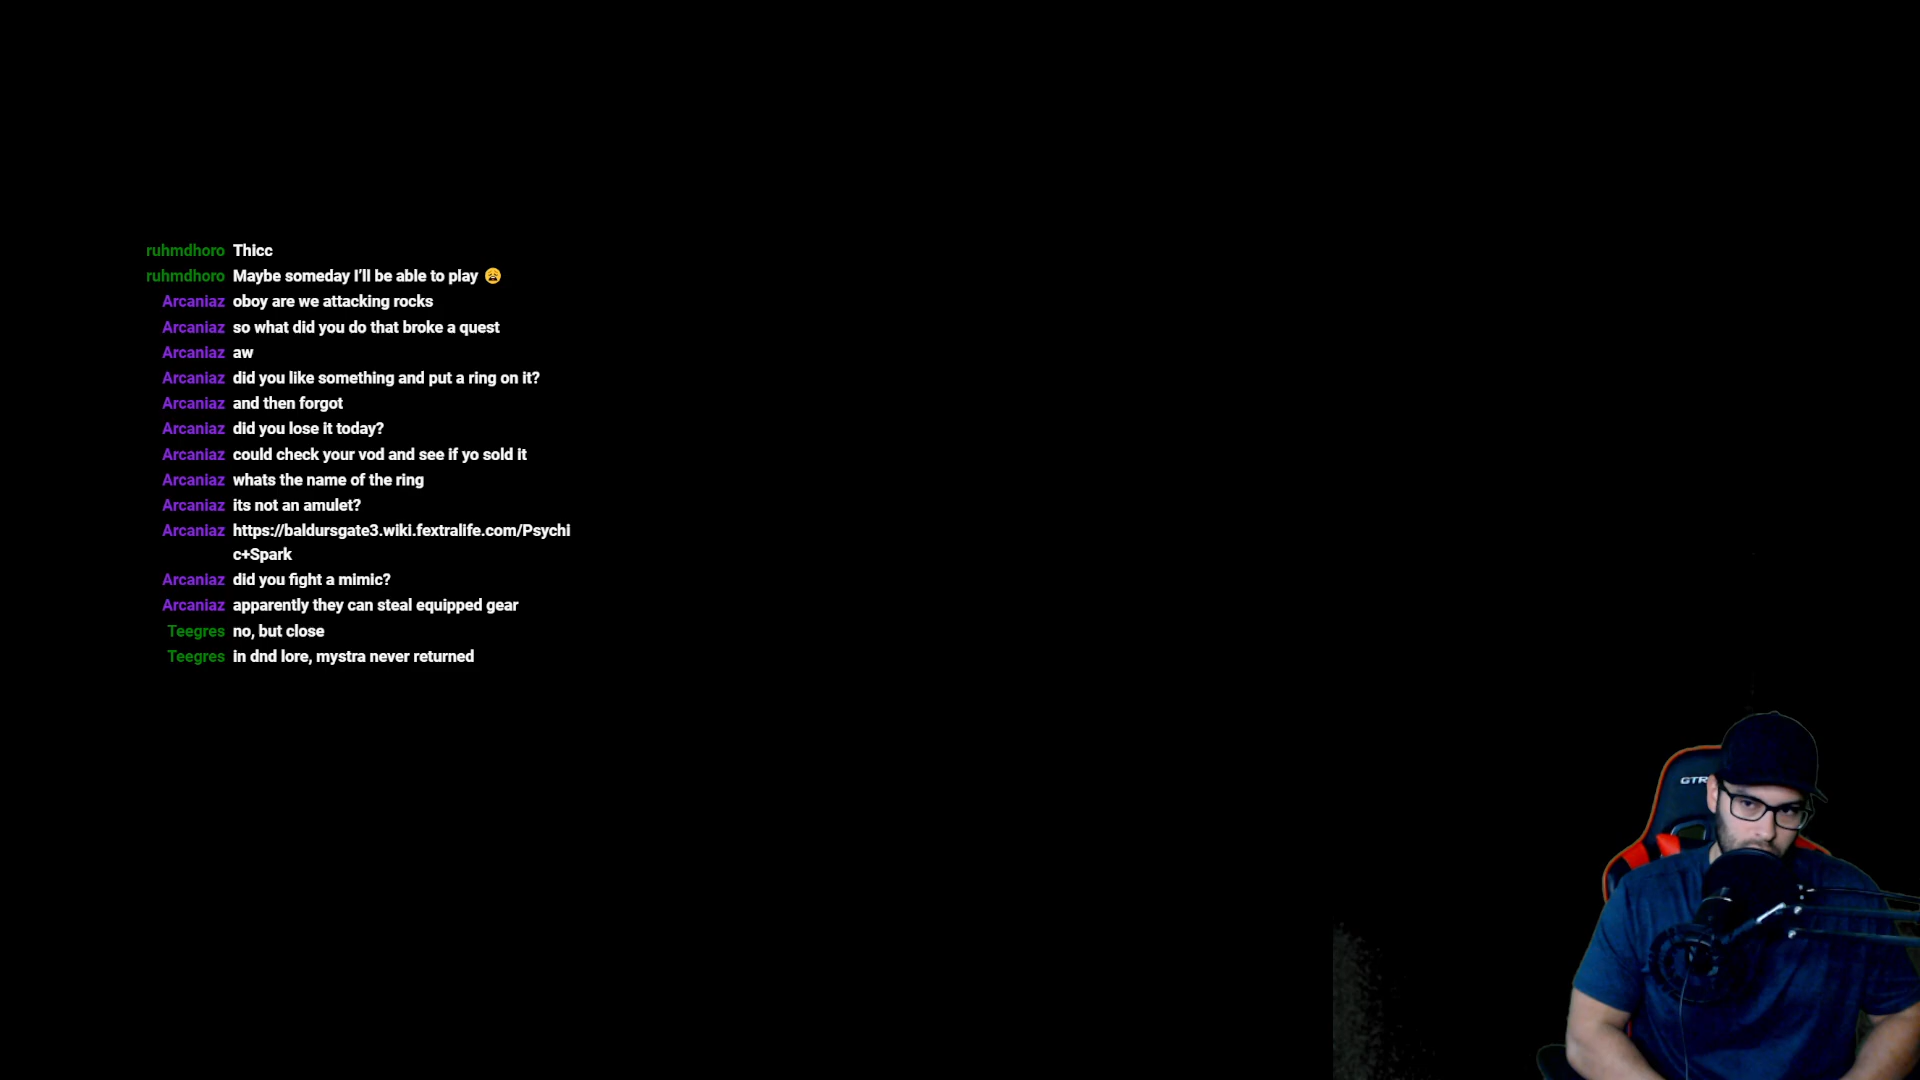 ruhmdhoro Thicc
ruhmdhoro Maybe someday I'll be able to play 😩
Arcaniaz oboy are we attacking rocks
Arcaniaz so what did you do that broke a quest
Arcaniaz aw
Arcaniaz did you like something and put a ring on it?
Arcaniaz and then forgot
Arcaniaz did you lose it today?
Arcaniaz could check your vod and see if yo sold it
Arcaniaz whats the name of the ring
Arcaniaz its not an amulet?
Arcaniaz https://baldursgate3.wiki.fextralife.com/Psychi
c+Spark
Arcaniaz did you fight a mimic?
Arcaniaz apparently they can steal equipped gear
Teegres no, but close
Teegres in dnd lore, mystra never returned
GTR